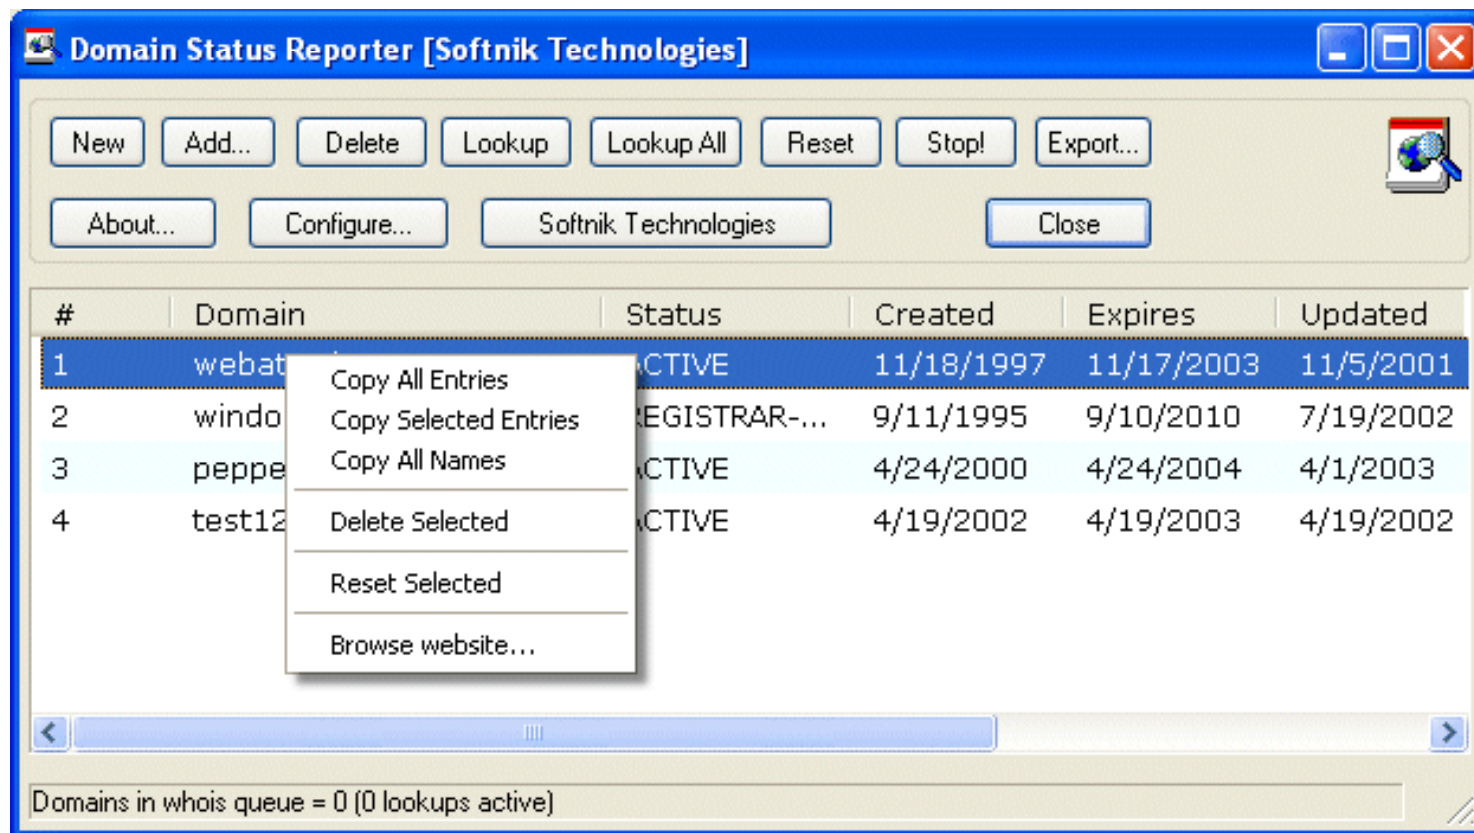 Domain Status Reporter [Softnik Technologies]
New Add... Delete Lookup Lookup All Reset Stop! Export...
About... Configure... Softnik Technologies Close
# Domain Status Created Expires Updated
1 11/18/1997 11/17/2003 11/5/2001
2 9/11/1995 9/10/2010 7/19/2002
3 4/24/2000 4/24/2004 4/1/2003
4 4/19/2002 4/19/2003 4/19/2002
Copy All Entries
Copy Selected Entries
Copy All Names
Delete Selected
Reset Selected
Browse website...
Domains in whois queue = 0 (0 lookups active)